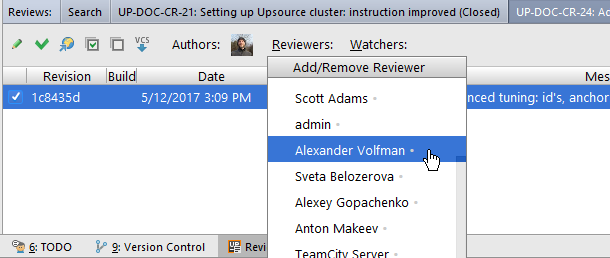 Reviews: Search UP-DOC-CR-21: Setting up Upsource cluster: instruction improved (Closed) UP-DOC-CR-24: Ad
VCS Authors: Reviewers: Watchers:
Add/Remove Reviewer
Revision Build Date Mes
1c8435d 5/12/2017 3:09 PM nced tuning: id's, anchor
Scott Adams
admin
Alexander Volfman
Sveta Belozerova
Alexey Gopachenko
Anton Makeev
TeamCity Server
6: TODO 9: Version Control UP Revi